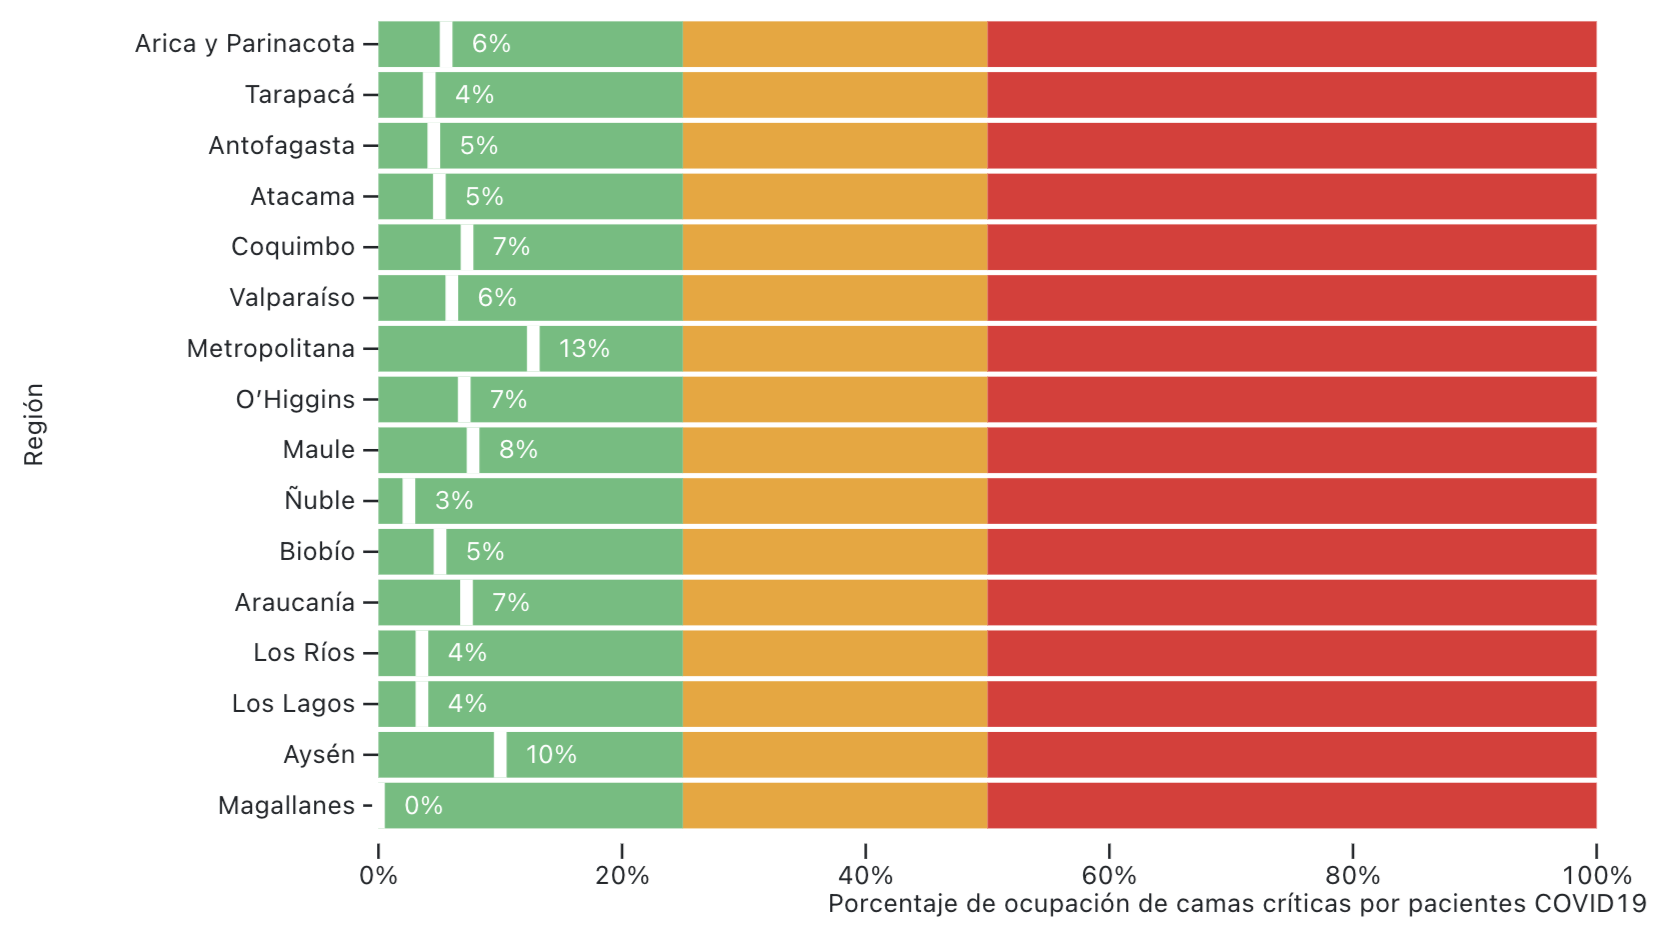 Arica y Parinacota 6%
Tarapacá 4%
Antofagasta 5%
Atacama 5%
Coquimbo 7%
Valparaíso 6%
Metropolitana 13%
O’Higgins 7%
Maule 8%
Ñuble 3%
Biobío 5%
Araucanía 7%
Los Ríos 4%
Los Lagos 4%
Aysén 10%
Magallanes 0%
Región
0% 20% 40% 60% 80% 100%
Porcentaje de ocupación de camas críticas por pacientes COVID19